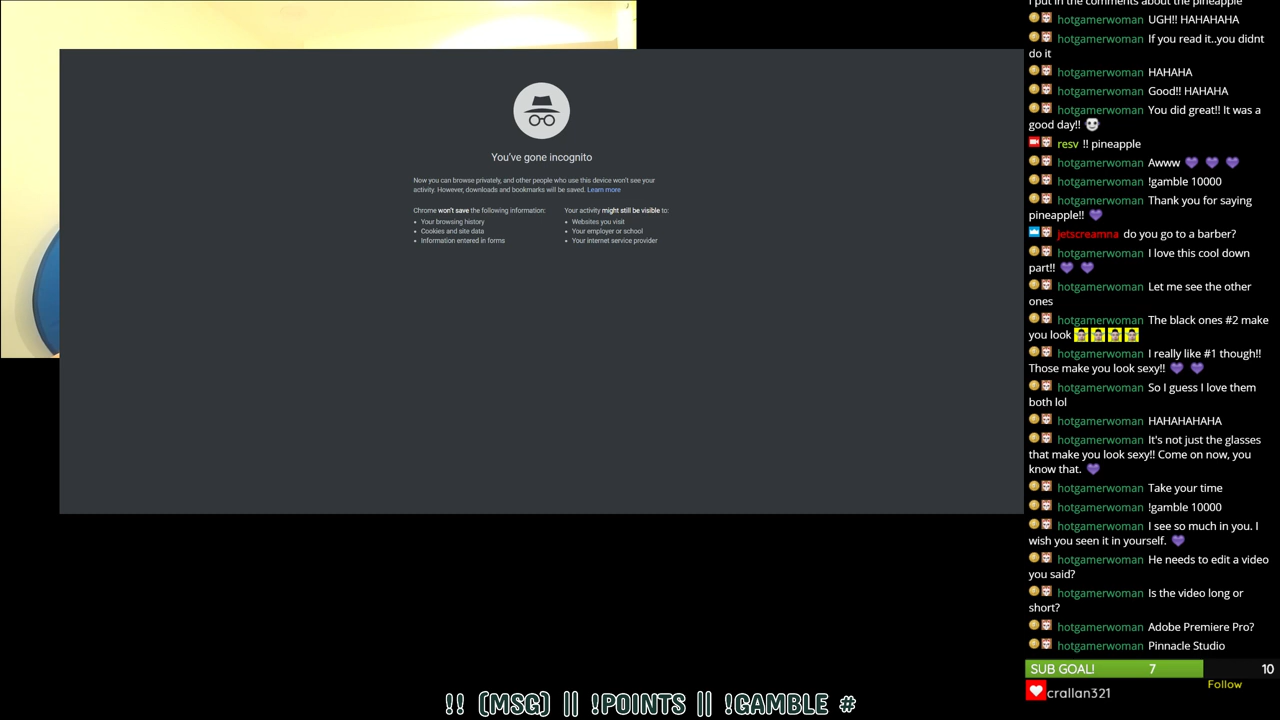 You've gone incognito
Now you can browse privately, and other people who use this device won't see your
activity. However, downloads and bookmarks will be saved. Learn more
Chrome won't save the following information:
Your browsing history
Cookies and site data
Information entered in forms
Your activity might still be visible to:
Websites you visit
Your employer or school
Your internet service provider
I put in the comments about the pineapple
hotgamerwoman UGH!! HAHAHAHA
hotgamerwoman If you read it..you didnt
do it
hotgamerwoman HAHAHA
hotgamerwoman Good!! HAHAHA
hotgamerwoman You did great!! It was a
good day!!
resv !! pineapple
hotgamerwoman Awww
hotgamerwoman !gamble 10000
hotgamerwoman Thank you for saying
pineapple!!
jetscreamna do you go to a barber?
hotgamerwoman I love this cool down
part!!
hotgamerwoman Let me see the other
ones
hotgamerwoman The black ones #2 make
you look
hotgamerwoman I really like #1 though!!
Those make you look sexy!!
hotgamerwoman So I guess I love them
both lol
hotgamerwoman HAHAHAHAHA
hotgamerwoman It's not just the glasses
that make you look sexy!! Come on now, you
know that.
hotgamerwoman Take your time
hotgamerwoman !gamble 10000
hotgamerwoman I see so much in you. I
wish you seen it in yourself.
hotgamerwoman He needs to edit a video
you said?
hotgamerwoman Is the video long or
short?
hotgamerwoman Adobe Premiere Pro?
hotgamerwoman Pinnacle Studio
SUB GOAL! 7 10
Follow
crallan321
!! (MSG) || !POINTS || !GAMBLE #